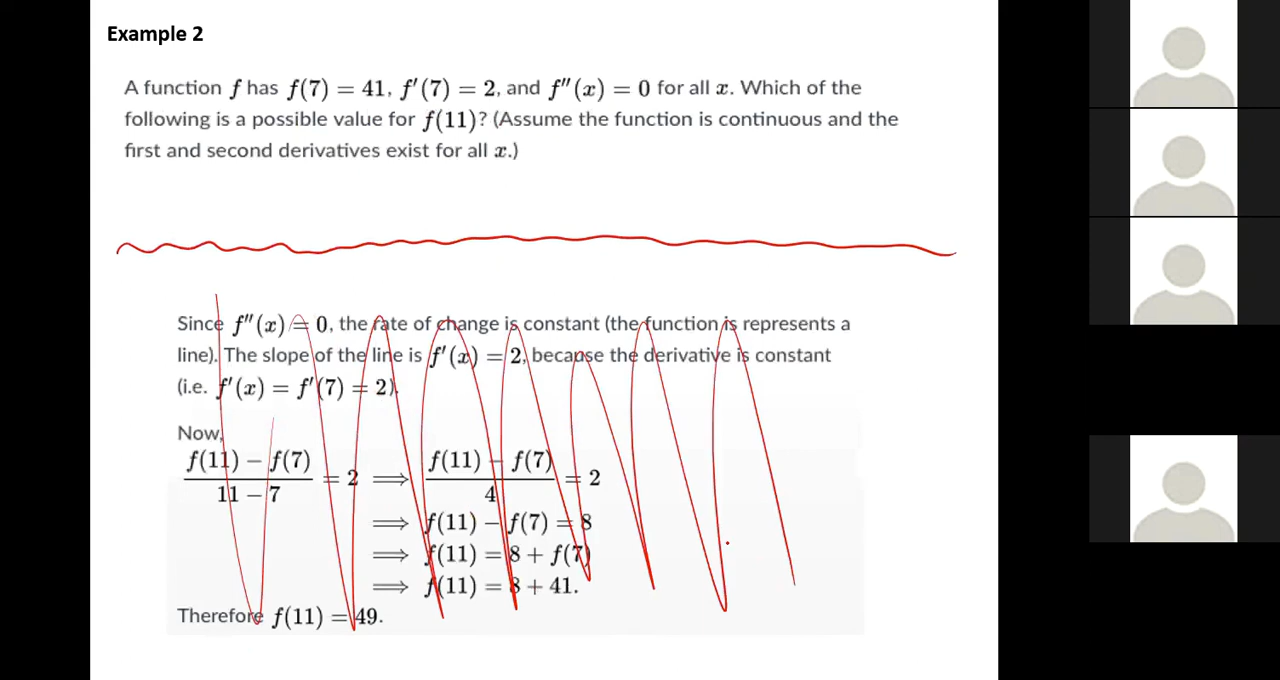 Example 2
A function f has f(7) = 41, f′(7) = 2, and f″(x) = 0 for all x. Which of the
following is a possible value for f(11)? (Assume the function is continuous and the
first and second derivatives exist for all x.)
Since f″(x) = 0, the rate of change is constant (the function is represents a
line). The slope of the line is f′(x) = 2, because the derivative is constant
(i.e. f′(x) = f′(7) = 2).
Now,
f(11) − f(7) / 11 − 7 = 2 ⟹ f(11) − f(7) / 4 = 2
⟹ f(11) − f(7) = 8
⟹ f(11) = 8 + f(7)
⟹ f(11) = 8 + 41.
Therefore f(11) = 49.